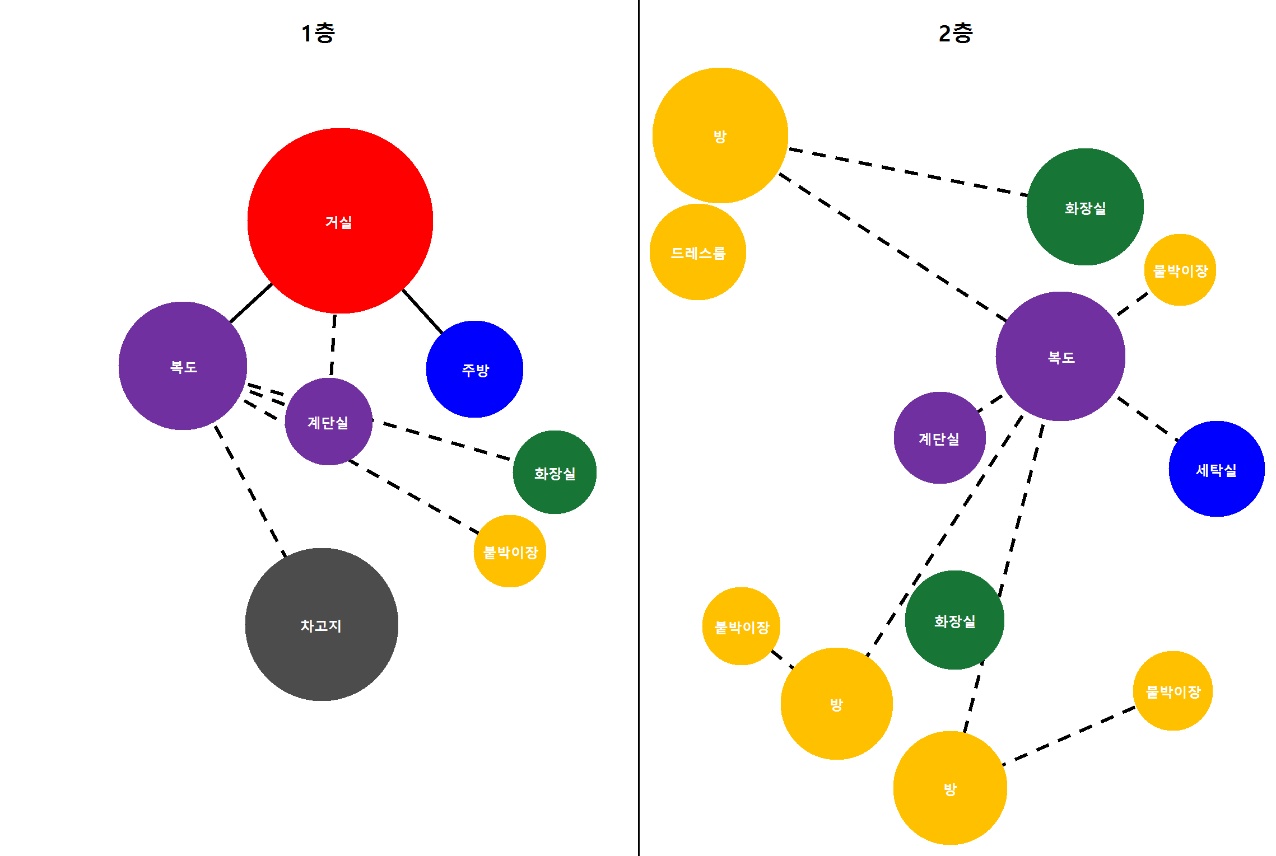 1층
거실
복도
주방
계단실
화장실
붙박이장
차고지
2층
방
화장실
드레스룸
붙박이장
복도
계단실
세탁실
화장실
붙박이장
방
붙박이장
방